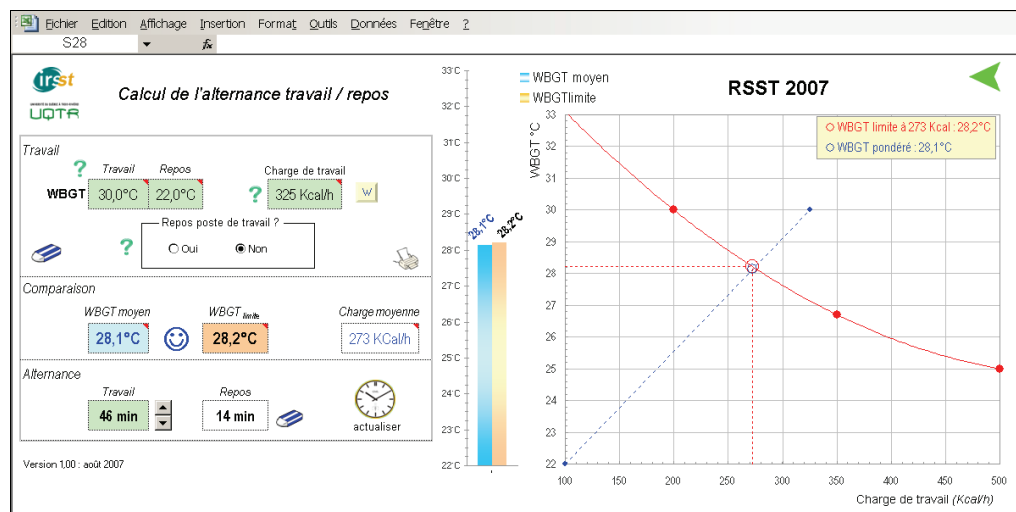 Fichier Edition Affichage Insertion Format Outils Données Fenêtre ?
S28 fx
irsst
UQTR
Calcul de l'alternance travail / repos
Travail
? Travail Repos Charge de travail
WBGT 30,0°C 22,0°C ? 325 Kcal/h W
Repos poste de travail ?
? Oui Non
Comparaison
WBGT moyen WBGT limite Charge moyenne
28,1°C 28,2°C 273 KCal/h
Alternance
Travail Repos
46 min 14 min
actualiser
Version 1,00 : août 2007
33°C
32°C
31°C
30°C
29°C
28°C
27°C
26°C
25°C
24°C
23°C
22°C
28,1°C 28,2°C
WBGT moyen
WBGTlimite
RSST 2007
WBGT °C
WBGT limite à 273 Kcal : 28,2°C
WBGT pondéré : 28,1°C
33
32
31
30
29
28
27
26
25
24
23
22
100 150 200 250 300 350 400 450 500
Charge de travail (Kcal/h)